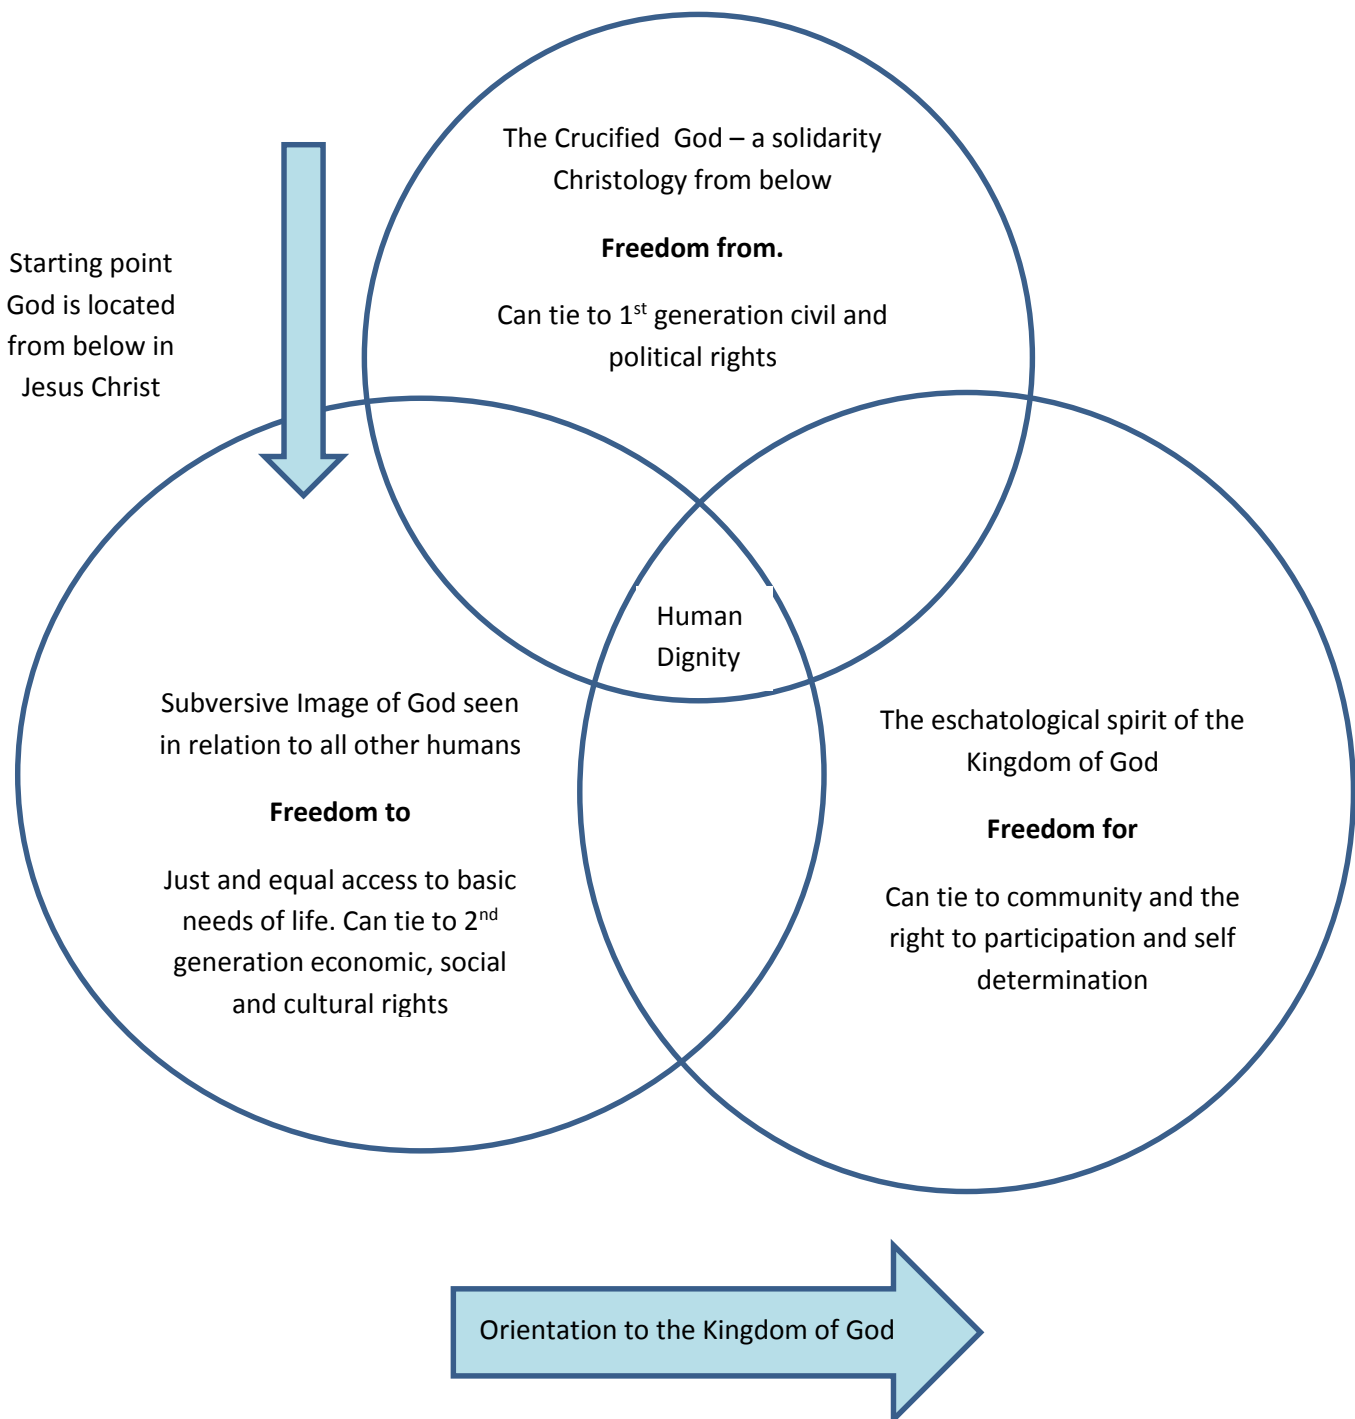 The Crucified  God – a solidarity
Christology from below
Freedom from.
Can tie to 1st generation civil and
political rights
Starting point
God is located
from below in
Jesus Christ
Human
Dignity
Subversive Image of God seen
in relation to all other humans
Freedom to
Just and equal access to basic
needs of life. Can tie to 2nd
generation economic, social
and cultural rights
The eschatological spirit of the
Kingdom of God
Freedom for
Can tie to community and the
right to participation and self
determination
Orientation to the Kingdom of God